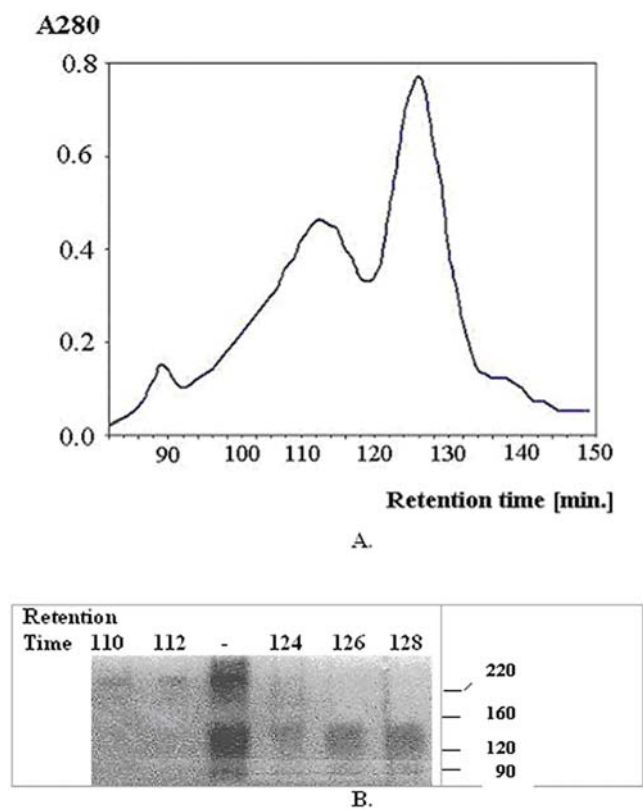 A280
0.8
0.6
0.4
0.2
0.0
90 100 110 120 130 140 150
Retention time [min.]
A.
Retention
Time 110 112 - 124 126 128
220
160
120
90
B.